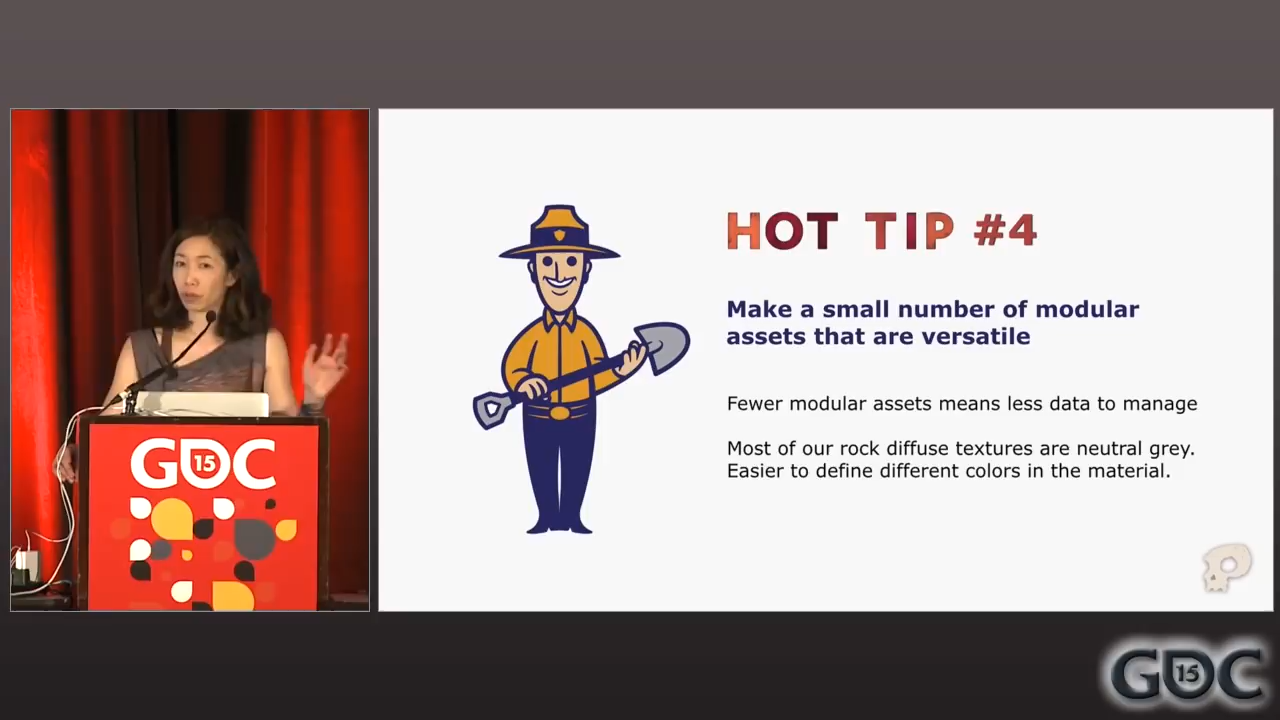 HOT TIP #4
Make a small number of modular
assets that are versatile
Fewer modular assets means less data to manage
Most of our rock diffuse textures are neutral grey.
Easier to define different colors in the material.
GDC
15
GDC
15